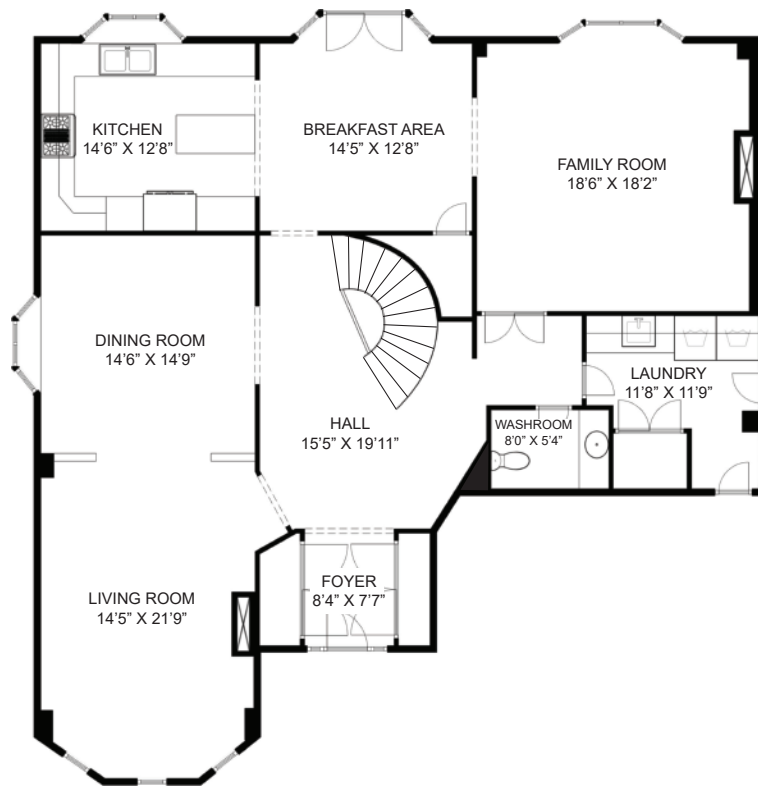 KITCHEN
14’6” X 12’8”
BREAKFAST AREA
14’5” X 12’8”
FAMILY ROOM
18’6” X 18’2”
DINING ROOM
14’6” X 14’9”
LAUNDRY
11’8” X 11’9”
HALL
15’5” X 19’11”
WASHROOM
8’0” X 5’4”
FOYER
8’4” X 7’7”
LIVING ROOM
14’5” X 21’9”